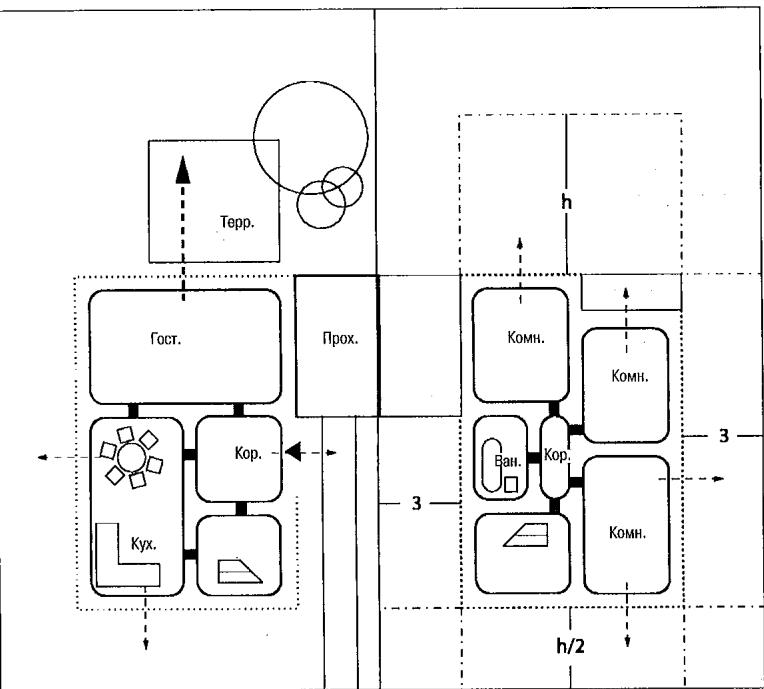 Терр.
Гост.
Прох.
Кор.
Кух.
h
Комн.
Комн.
Ван.
Кор.
3
3
Комн.
h/2